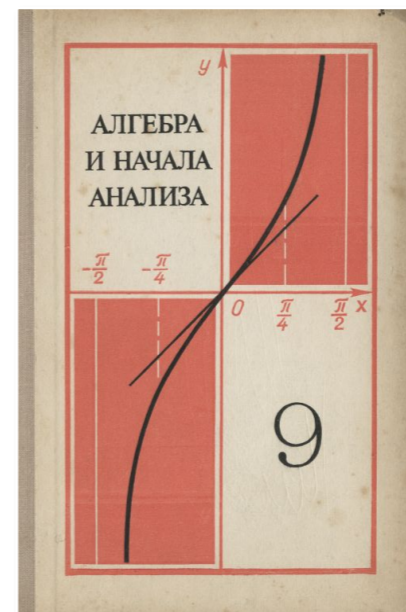 y
АЛГЕБРА
И НАЧАЛА
АНАЛИЗА
-π/2 -π/4
0 π/4 π/2 x
9